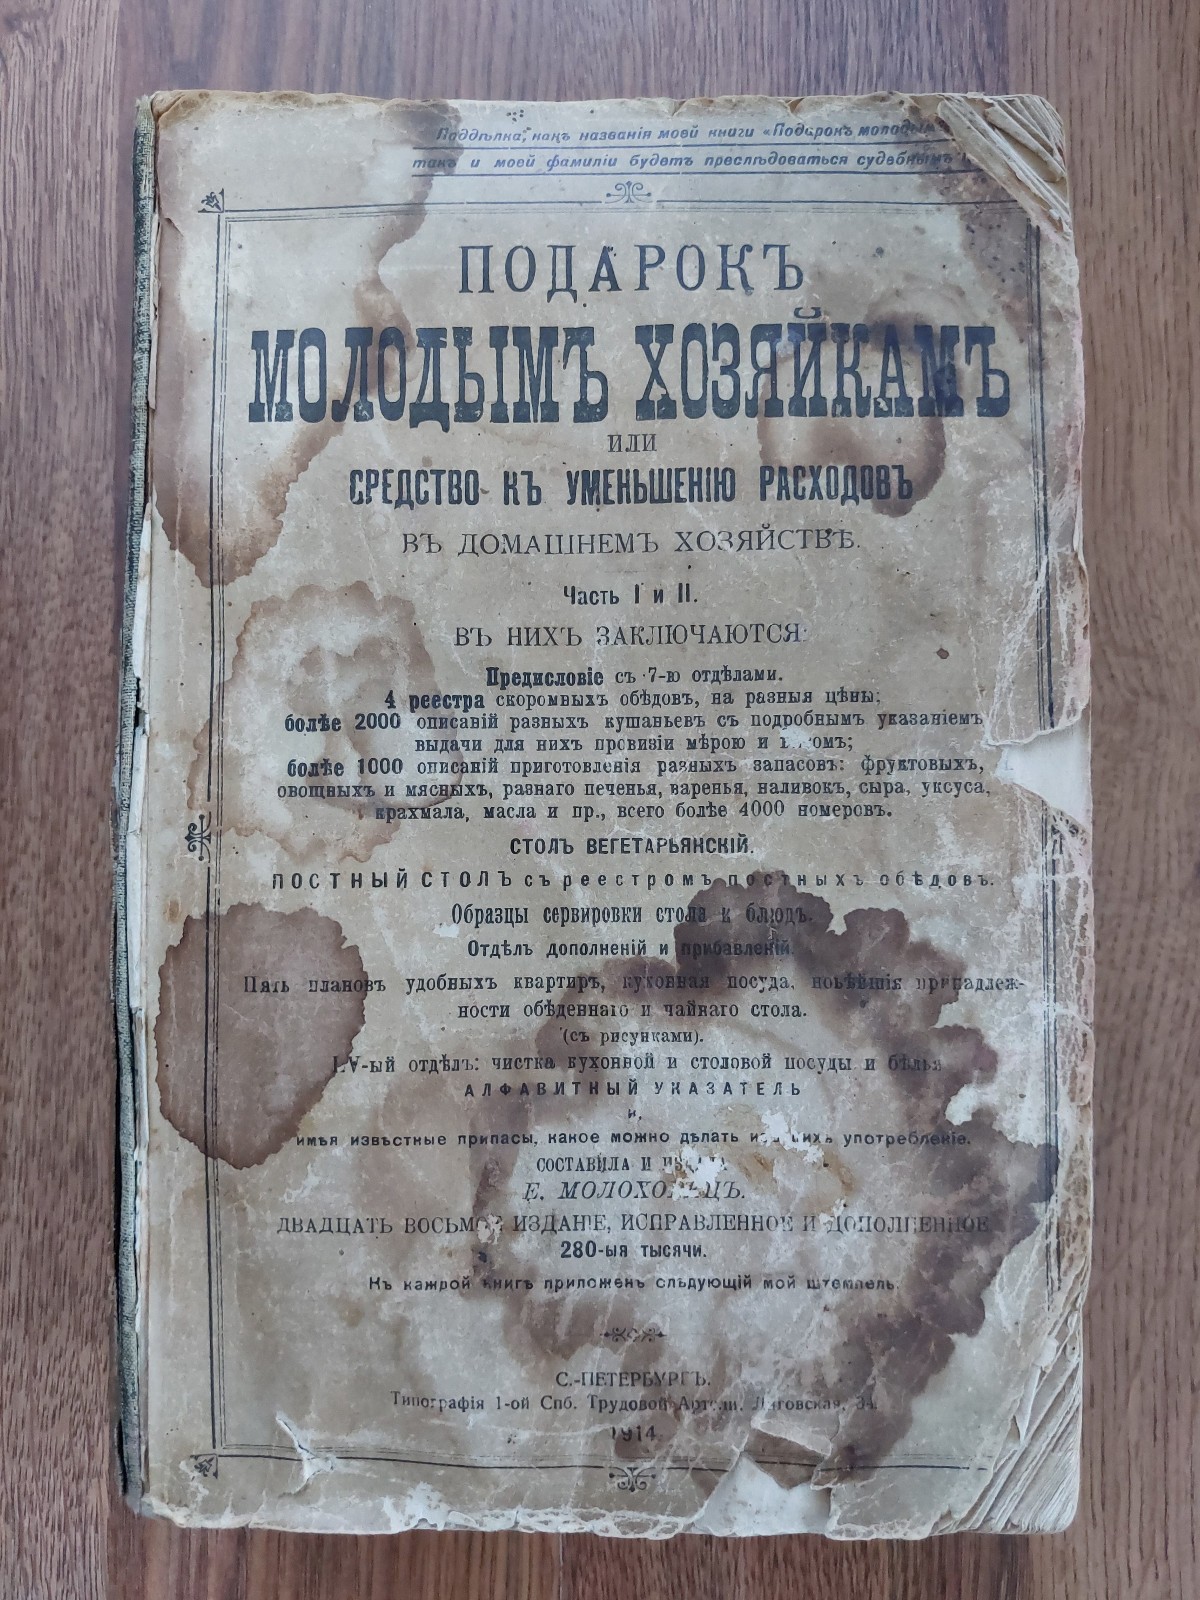 Поддѣлка, какъ названія моей книги «Подарокъ молодымъ
такъ и моей фамиліи будетъ преслѣдоваться судебнымъ
ПОДАРОКЪ
МОЛОДЫМЪ ХОЗЯЙКАМЪ
ИЛИ
СРЕДСТВО КЪ УМЕНЬШЕНІЮ РАСХОДОВЪ
ВЪ ДОМАШНЕМЪ ХОЗЯЙСТВѢ.
Часть I и II.
ВЪ НИХЪ ЗАКЛЮЧАЮТСЯ:
Предисловіе съ 7-ю отдѣлами.
4 реестра скоромныхъ обѣдовъ, на разныя цѣны;
болѣе 2000 описаній разныхъ кушаньевъ съ подробнымъ указаніемъ
выдачи для нихъ провизіи мѣрою и
болѣе 1000 описаній приготовленія разныхъ запасовъ: фруктовыхъ,
овощныхъ и мясныхъ, разнаго печенья, варенья, наливокъ, сыра, уксуса,
крахмала, масла и пр., всего болѣе 4000 номеровъ.
СТОЛЪ ВЕГЕТАРЬЯНСКІЙ.
ПОСТНЫЙ СТОЛЪ съ реестромъ постныхъ обѣдовъ.
Образцы сервировки стола и блюдъ.
Отдѣлъ дополненій и прибавленій.
Пять плановъ удобныхъ квартиръ, кухонная посуда, новѣйшія принадлеж-
ности обѣденнаго и чайнаго стола.
(съ рисунками).
отдѣлъ: чистка кухонной и столовой посуды и бѣлья
АЛФАВИТНЫЙ УКАЗАТЕЛЬ
и,
имѣя извѣстные припасы, какое можно дѣлать изъ нихъ употребленіе.
СОСТАВИЛА И
Е. МОЛОХОВЕЦЪ.
ДВАДЦАТЬ ВОСЬМОЕ ИЗДАНІЕ, ИСПРАВЛЕННОЕ И ДОПОЛНЕННОЕ
280-ыя тысячи.
Къ каждой книгѣ приложенъ слѣдующій мой штемпель.
С.-ПЕТЕРБУРГЪ.
Типографія 1-ой Спб. Трудовой Артели. Лиговская, 34.
1914.